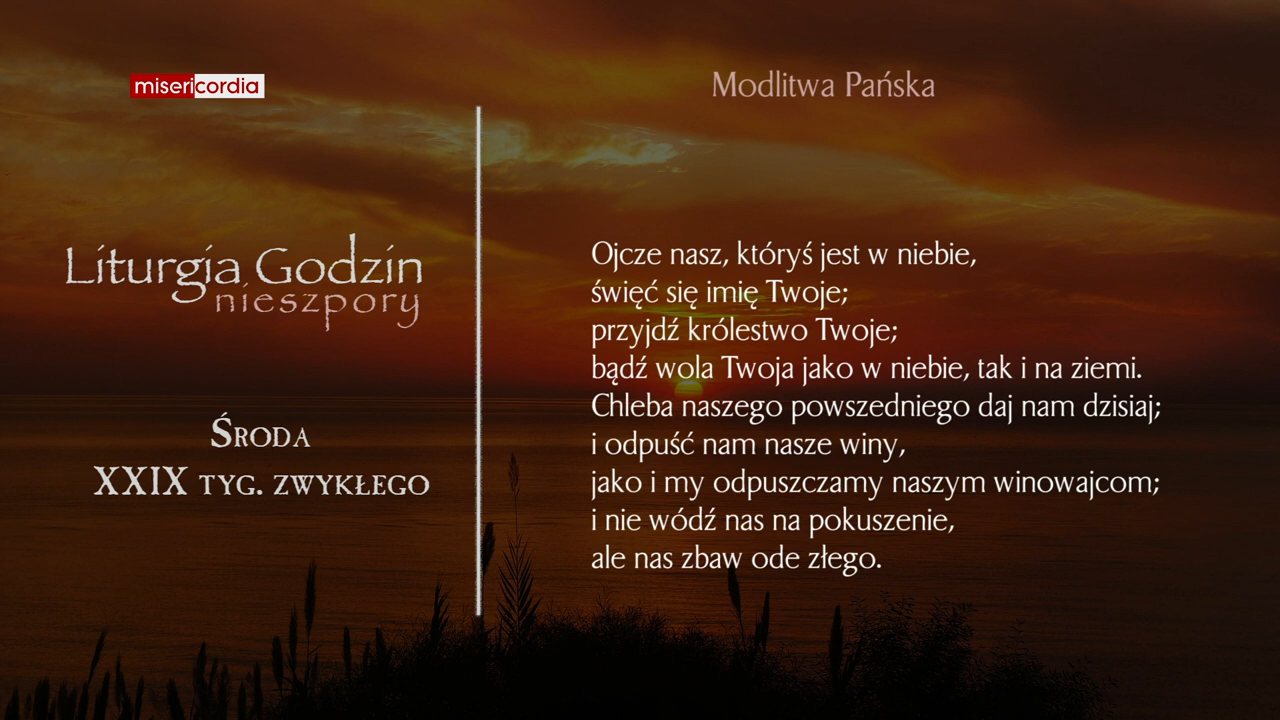 misericordia
Liturgia Godzin
nieszpory
Środa
XXIX tyg. zwykłego
Modlitwa Pańska
Ojcze nasz, któryś jest w niebie,
święć się imię Twoje;
przyjdź królestwo Twoje;
bądź wola Twoja jako w niebie, tak i na ziemi.
Chleba naszego powszedniego daj nam dzisiaj;
i odpuść nam nasze winy,
jako i my odpuszczamy naszym winowajcom;
i nie wódź nas na pokuszenie,
ale nas zbaw ode złego.